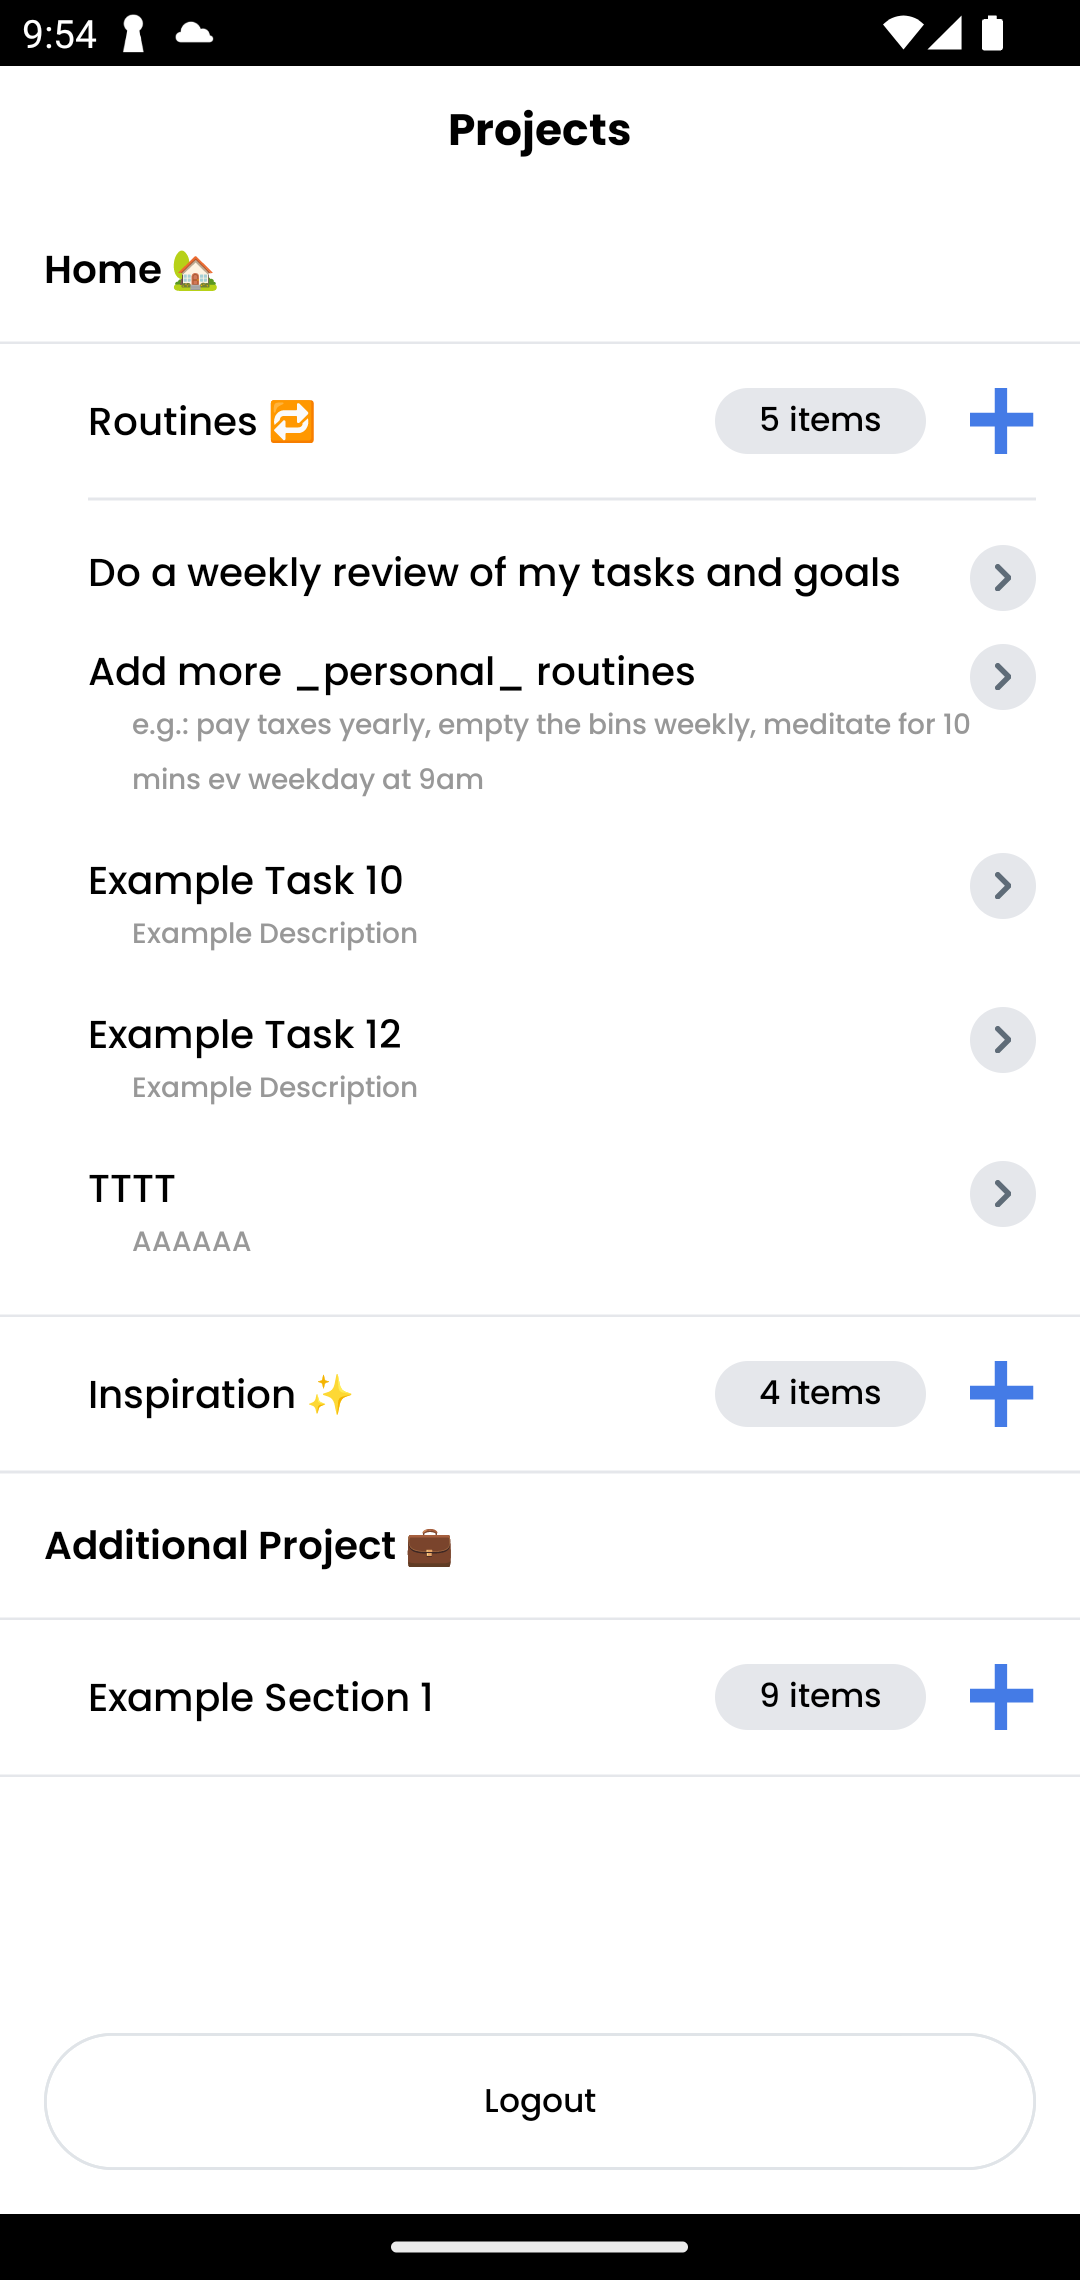 9:54
Projects
Home 🏡
Routines 🔁
5 items
Do a weekly review of my tasks and goals
Add more _personal_ routines
e.g.: pay taxes yearly, empty the bins weekly, meditate for 10
mins ev weekday at 9am
Example Task 10
Example Description
Example Task 12
Example Description
TTTT
AAAAAA
Inspiration ✨
4 items
Additional Project 💼
Example Section 1
9 items
Logout